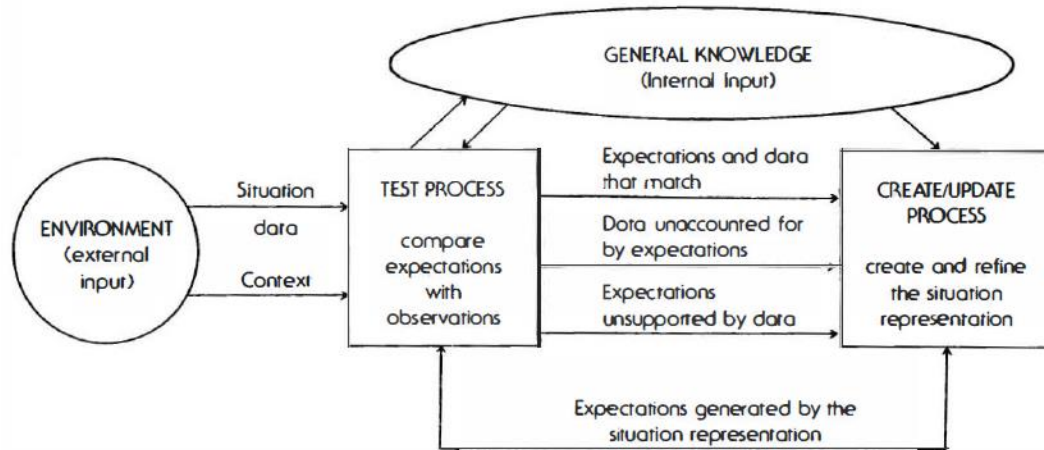 GENERAL KNOWLEDGE
(Internal Input)
ENVIRONMENT
(external
input)
Situation
data
Context
TEST PROCESS
compare
expectations
with
observations
Expectations and data
that match
Data unaccounted for
by expectations
Expectations
unsupported by data
CREATE/UPDATE
PROCESS
create and refine
the situation
representation
Expectations generated by the
situation representation